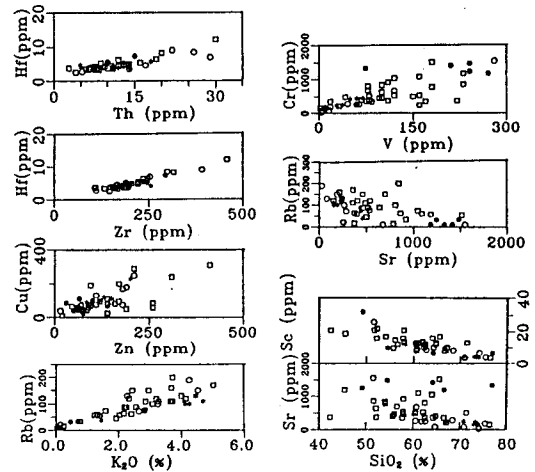 20
10
0
Hf(ppm)
0 10 20 30
Th (ppm)
20
10
0
Hf(ppm)
0 250 500
Zr (ppm)
400
0
Cu(ppm)
0 250 500
Zn (ppm)
200
100
0
Rb(ppm)
0.0 2.0 4.0 6.0
K₂O (%)
2000
1000
0
Cr(ppm)
0 150 300
V (ppm)
300
200
100
0
Rb(ppm)
0 1000 2000
Sr (ppm)
40
20
0
Sc (ppm)
2000
1000
0
Sr (ppm)
40 50 60 70 80
SiO₂ (%)